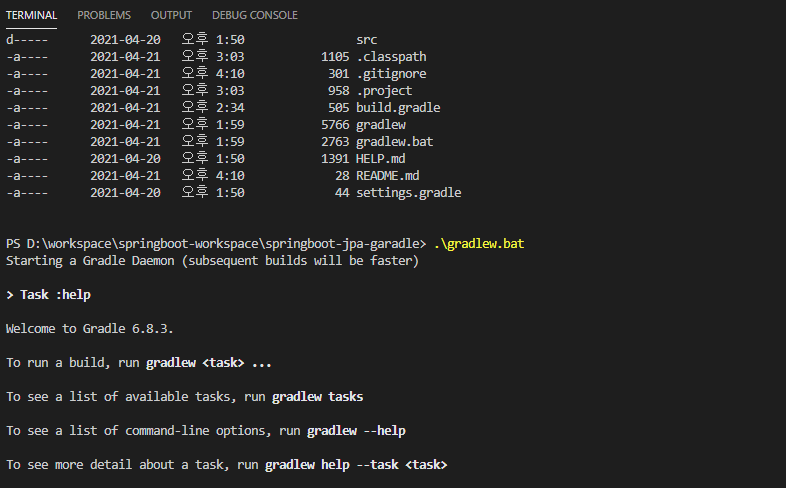 TERMINAL PROBLEMS OUTPUT DEBUG CONSOLE
d----- 2021-04-20 오후 1:50 src
-a---- 2021-04-21 오후 3:03 1105 .classpath
-a---- 2021-04-21 오후 4:10 301 .gitignore
-a---- 2021-04-21 오후 3:03 958 .project
-a---- 2021-04-21 오후 2:34 505 build.gradle
-a---- 2021-04-21 오후 1:59 5766 gradlew
-a---- 2021-04-21 오후 1:59 2763 gradlew.bat
-a---- 2021-04-20 오후 1:50 1391 HELP.md
-a---- 2021-04-21 오후 4:10 28 README.md
-a---- 2021-04-20 오후 1:50 44 settings.gradle
PS D:\workspace\springboot-workspace\springboot-jpa-garadle> .\gradlew.bat
Starting a Gradle Daemon (subsequent builds will be faster)
> Task :help
Welcome to Gradle 6.8.3.
To run a build, run gradlew <task> ...
To see a list of available tasks, run gradlew tasks
To see a list of command-line options, run gradlew --help
To see more detail about a task, run gradlew help --task <task>